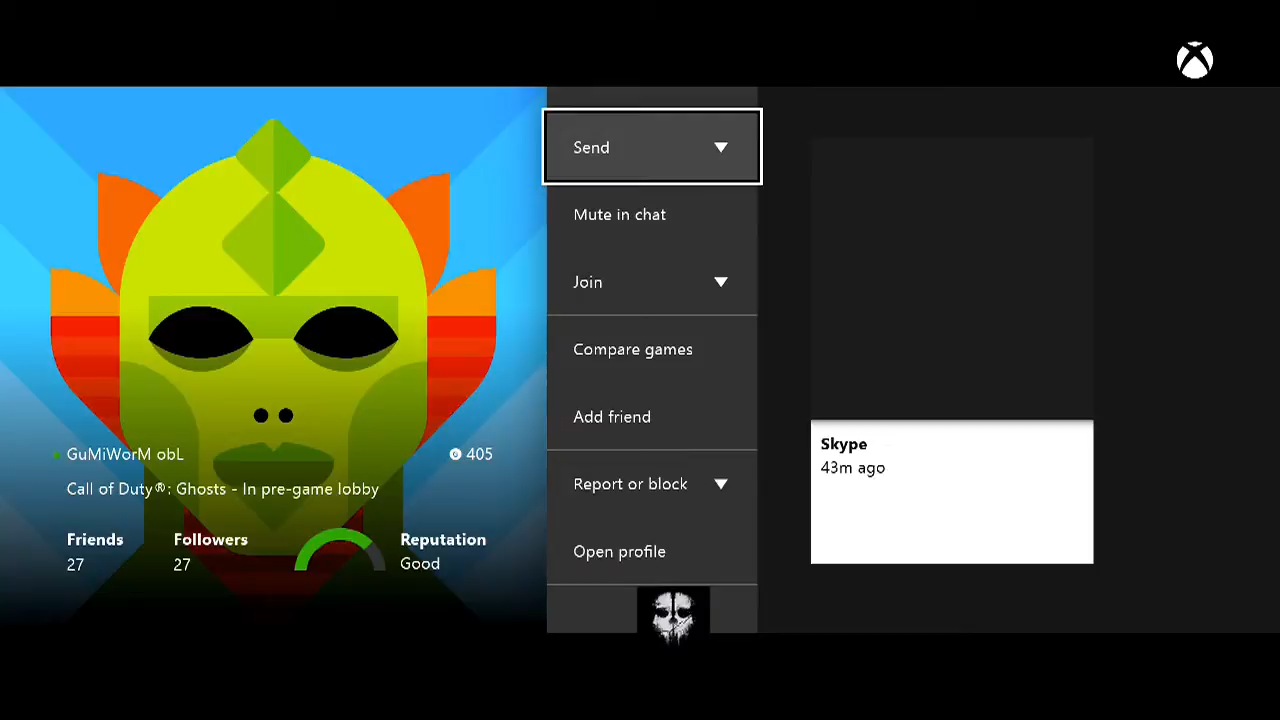 Send
Mute in chat
Join
Compare games
Add friend
Report or block
Open profile
GuMiWorM obL
405
Call of Duty®: Ghosts - In pre-game lobby
Friends
27
Followers
27
Reputation
Good
Skype
43m ago